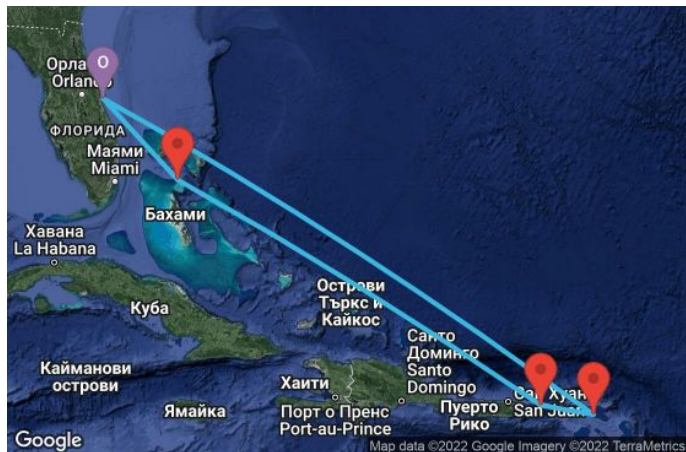 Орла
O
Orlando
ФЛОРИДА
Маями
Miami
Бахами
Хавана
La Habana
Куба
Острови
Търкс и
Кайкос
Кайманови
острови
Ямайка
Хаити
Порт о Пренс
Port-au-Prince
Санто
Доминго
Santo
Domingo
Пуерто
Рико
Сан Хуан
San Juan
Google
Map data ©2022 Google Imagery ©2022 TerraMetrics